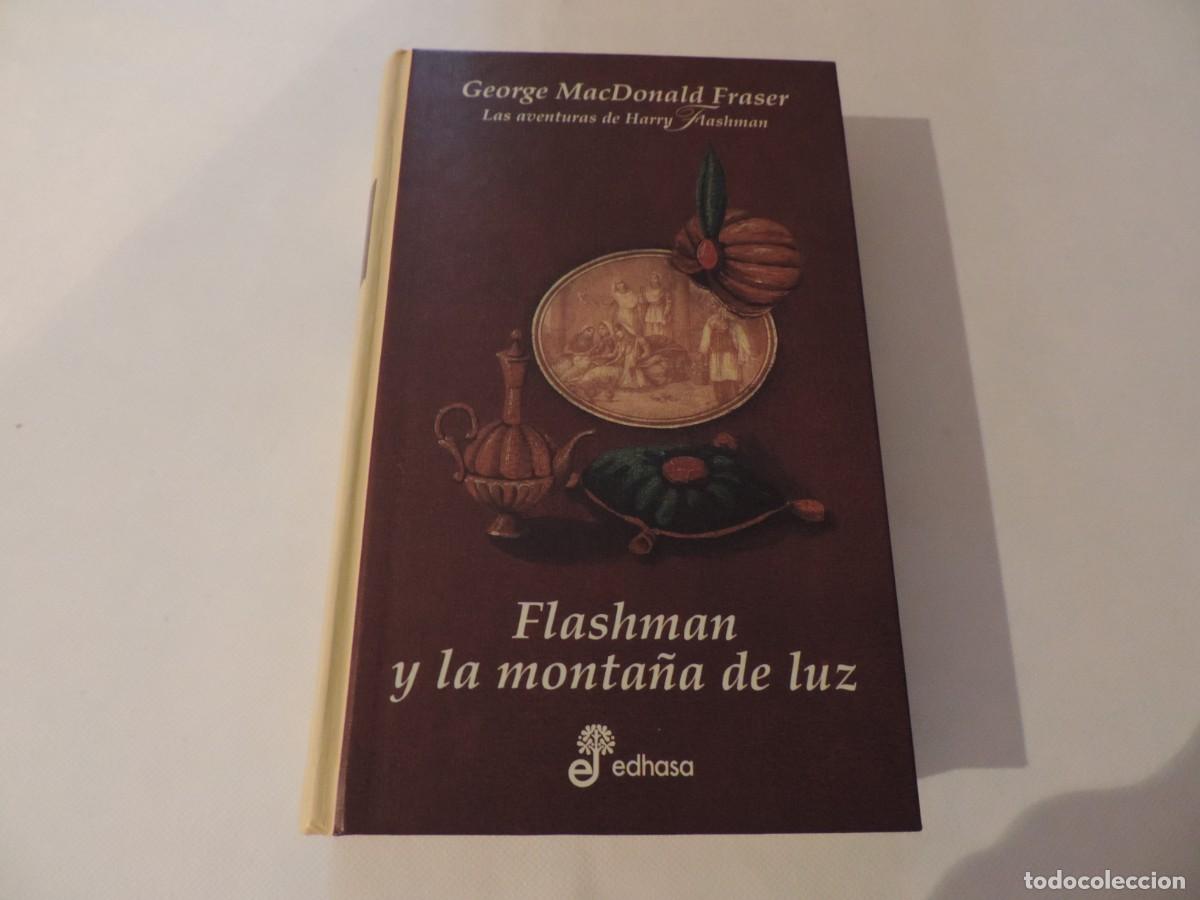 George MacDonald Fraser
Las aventuras de Harry Flashman
Flashman
y la montaña de luz
edhasa
todocoleccion